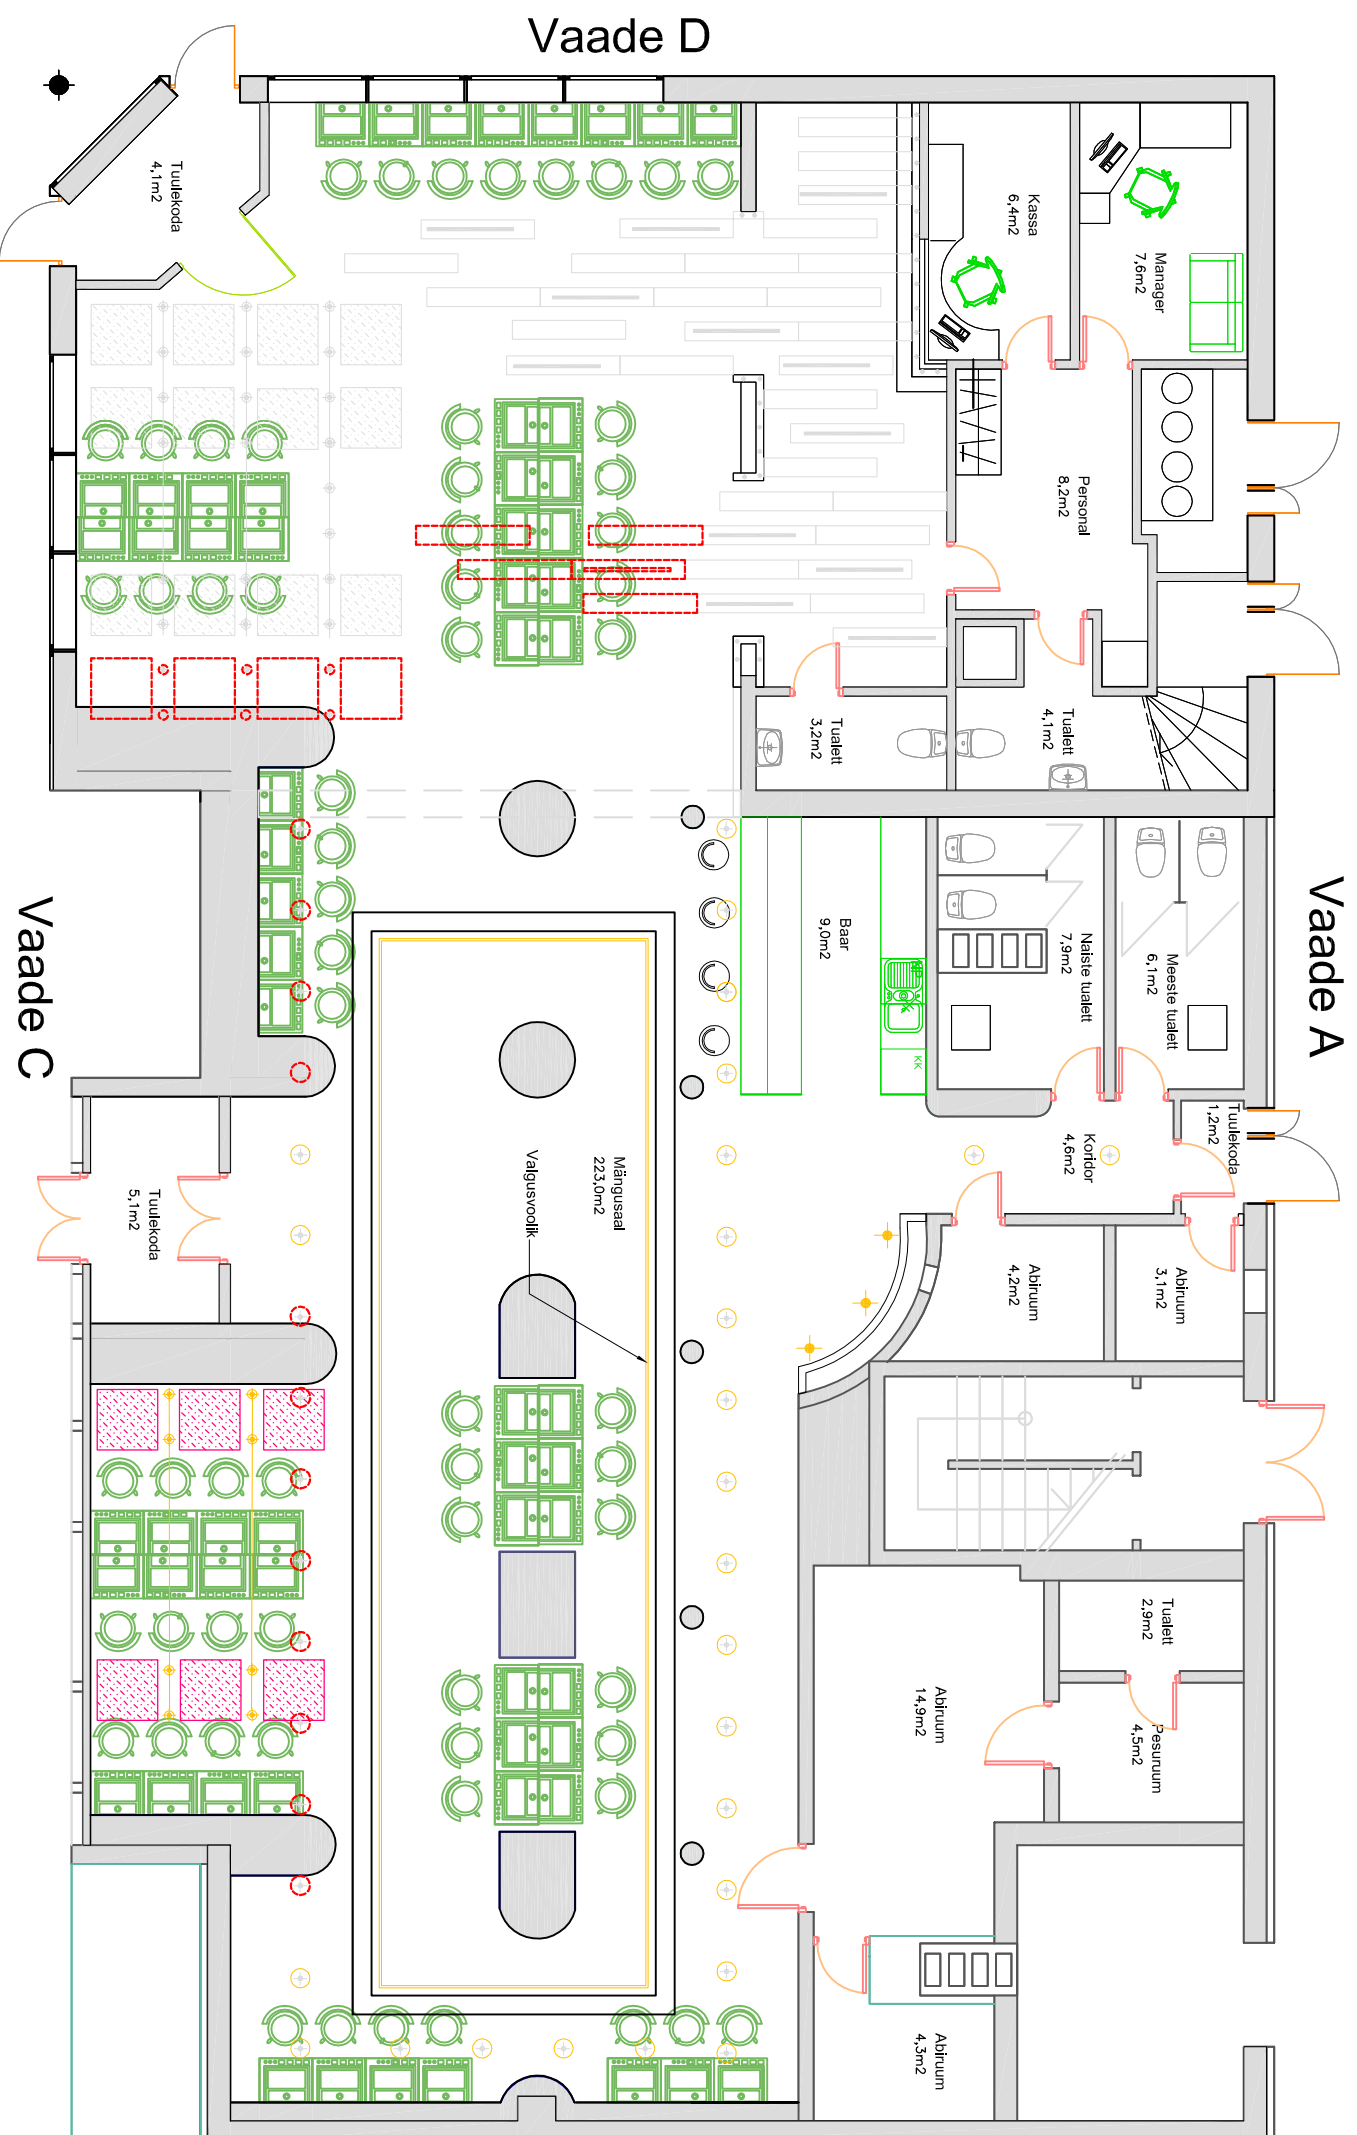 Vaade D
Tuulekoda
4,1m2
Kassa
6,4m2
Manager
7,6m2
Personal
8,2m2
Tualett
3,2m2
Tualett
4,1m2
Vaade A
Vaade C
Baar
9,0m2
Naiste tualett
7,9m2
Meeste tualett
6,1m2
KK
Tuulekoda
1,2m2
Koridor
4,6m2
Mängusaal
223,0m2
Valgusvoolik
Tuulekoda
5,1m2
Abiruum
4,2m2
Abiruum
3,1m2
Tualett
2,9m2
Abiruum
14,9m2
Pesuruum
4,5m2
Abiruum
4,3m2